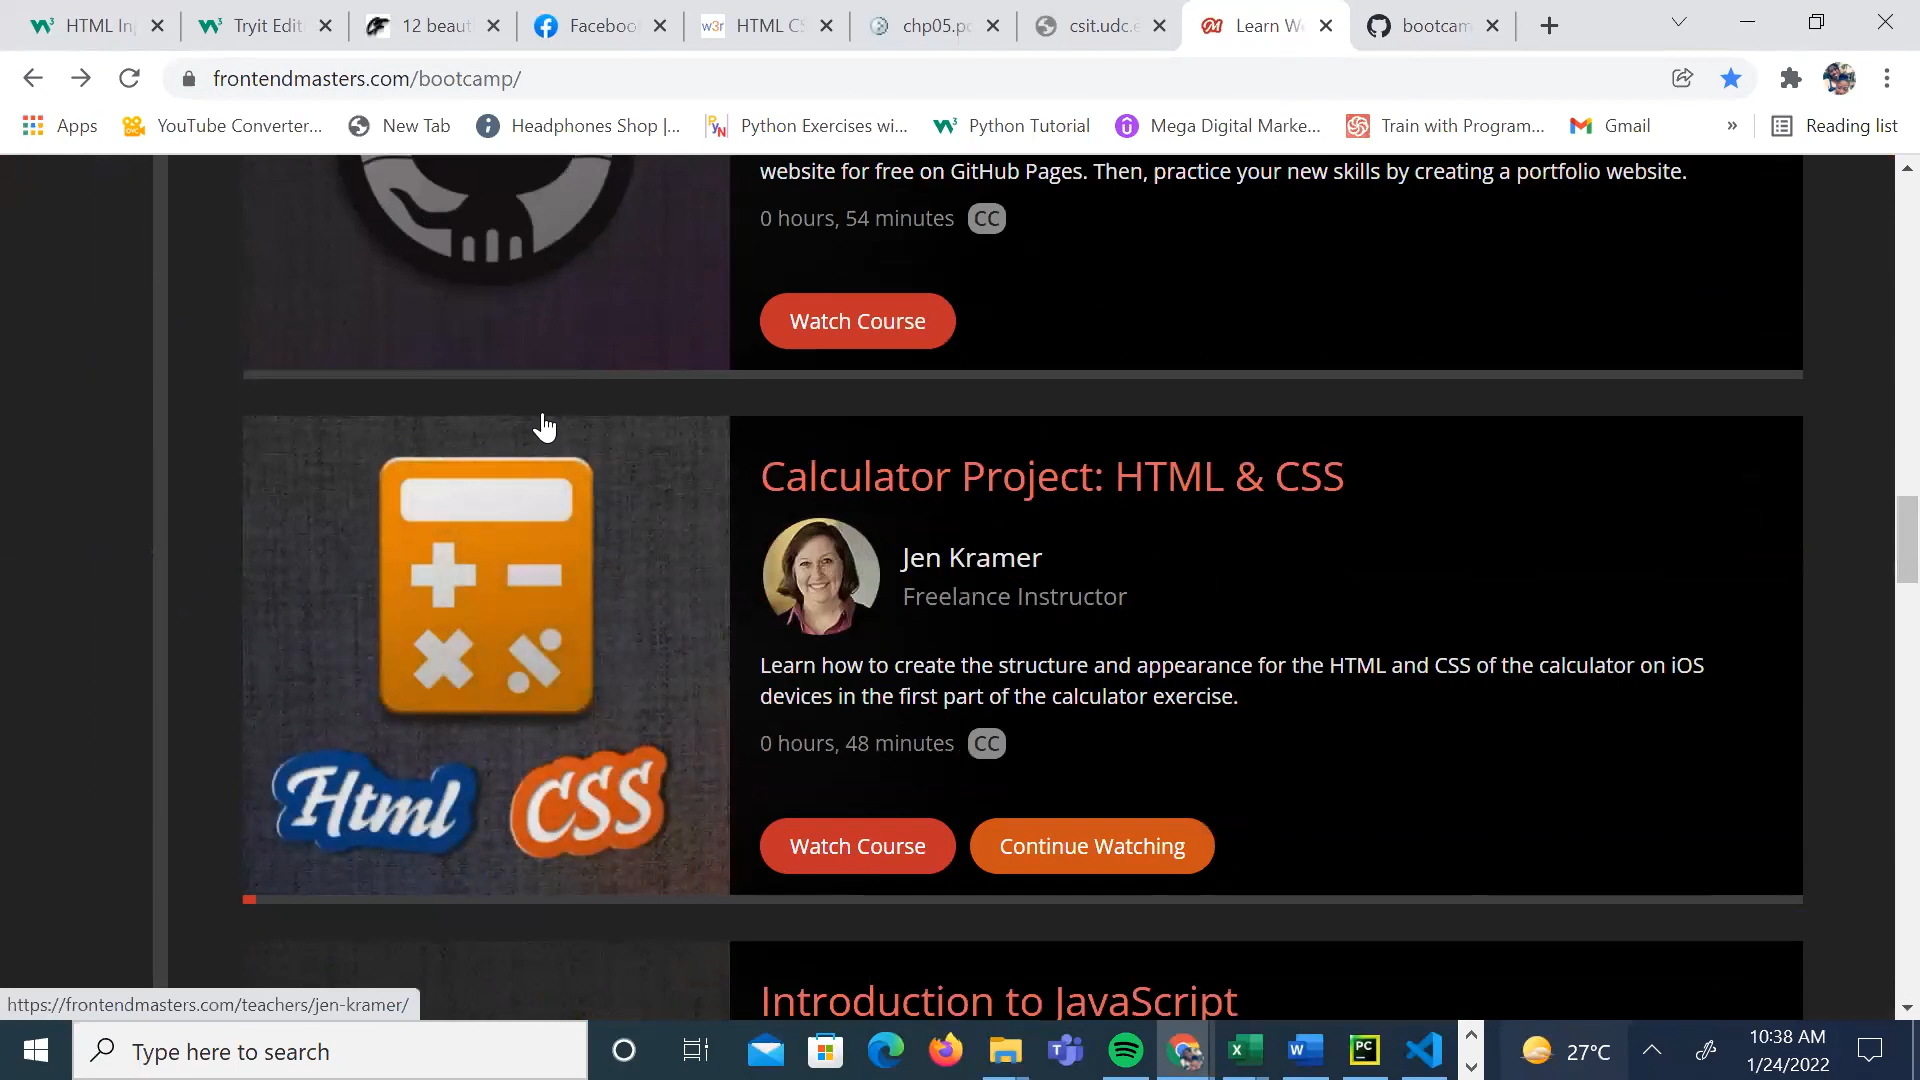 HTML In
Tryit Edit
12 beaut
Facebook
w3r HTML CS
chp05.pd
csit.udc.e
Learn We
bootcam
frontendmasters.com/bootcamp/
Apps
YouTube Converter...
New Tab
Headphones Shop |...
Python Exercises wi...
Python Tutorial
Mega Digital Marke...
Train with Program...
Gmail
»
Reading list
website for free on GitHub Pages. Then, practice your new skills by creating a portfolio website.
0 hours, 54 minutes CC
Watch Course
Calculator Project: HTML & CSS
Jen Kramer
Freelance Instructor
Learn how to create the structure and appearance for the HTML and CSS of the calculator on iOS
devices in the first part of the calculator exercise.
0 hours, 48 minutes CC
Html CSS
Watch Course Continue Watching
Introduction to JavaScript
https://frontendmasters.com/teachers/jen-kramer/
Type here to search
27°C
10:38 AM
1/24/2022